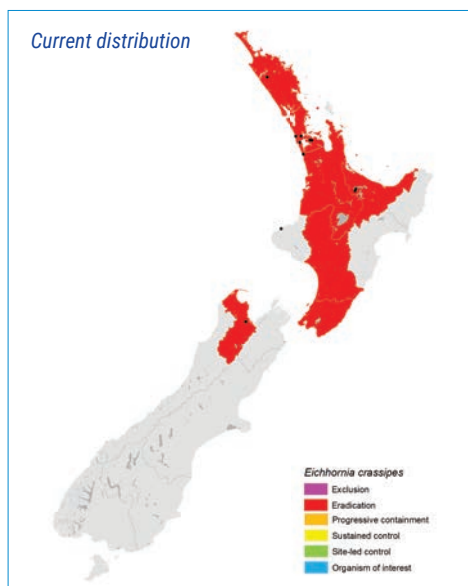 Current distribution
Eichhornia crassipes
Exclusion
Eradication
Progressive containment
Sustained control
Site-led control
Organism of interest